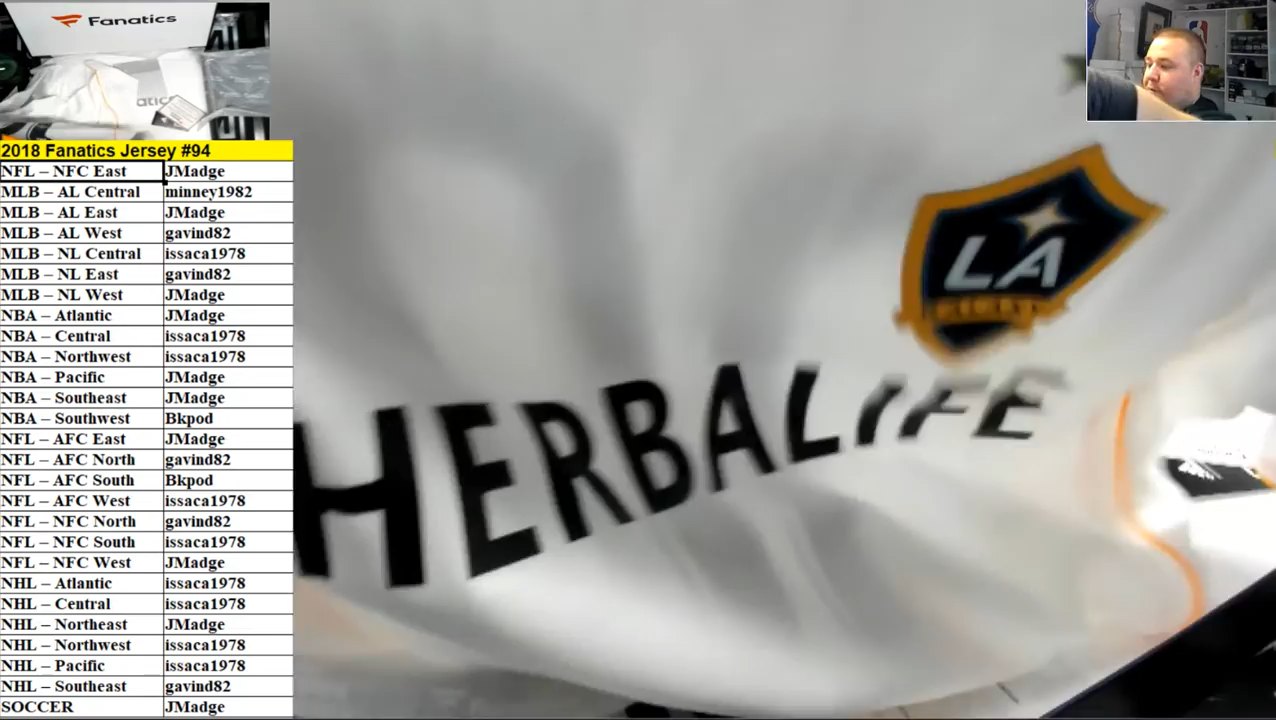 Fanatics
atics
2018 Fanatics Jersey #94
NFL – NFC East JMadge
MLB – AL Central minney1982
MLB – AL East JMadge
MLB – AL West gavind82
MLB – NL Central issaca1978
MLB – NL East gavind82
MLB – NL West JMadge
NBA – Atlantic JMadge
NBA – Central issaca1978
NBA – Northwest issaca1978
NBA – Pacific JMadge
NBA – Southeast JMadge
NBA – Southwest Bkpod
NFL – AFC East JMadge
NFL – AFC North gavind82
NFL – AFC South Bkpod
NFL – AFC West issaca1978
NFL – NFC North gavind82
NFL – NFC South issaca1978
NFL – NFC West JMadge
NHL – Atlantic issaca1978
NHL – Central issaca1978
NHL – Northeast JMadge
NHL – Northwest issaca1978
NHL – Pacific issaca1978
NHL – Southeast gavind82
SOCCER JMadge
LA
GALAXY
HERBALIFE